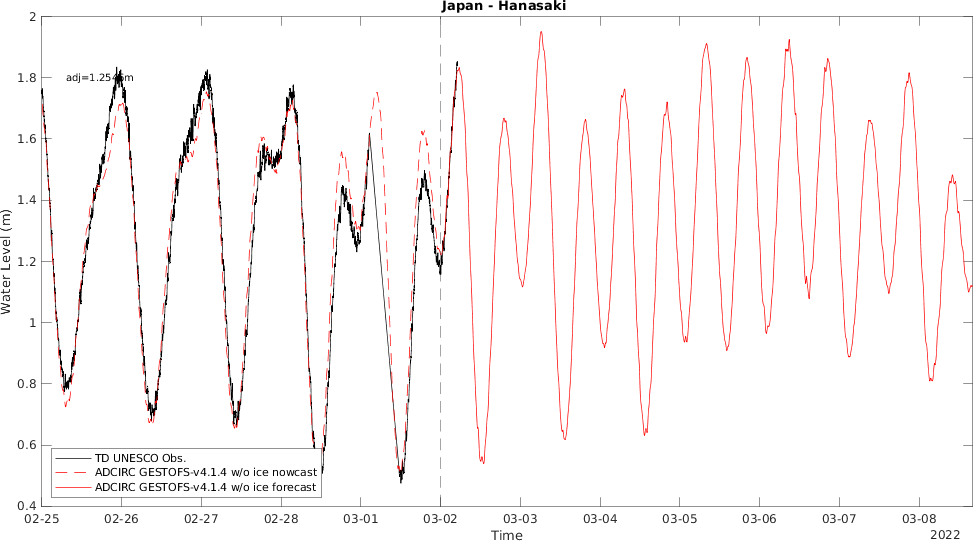 Japan - Hanasaki
adj=1.2545m
Water Level (m)
2
1.8
1.6
1.4
1.2
1
0.8
0.6
0.4
TD UNESCO Obs.
ADCIRC GESTOFS-v4.1.4 w/o ice nowcast
ADCIRC GESTOFS-v4.1.4 w/o ice forecast
02-25 02-26 02-27 02-28 03-01 03-02 03-03 03-04 03-05 03-06 03-07 03-08
Time
2022